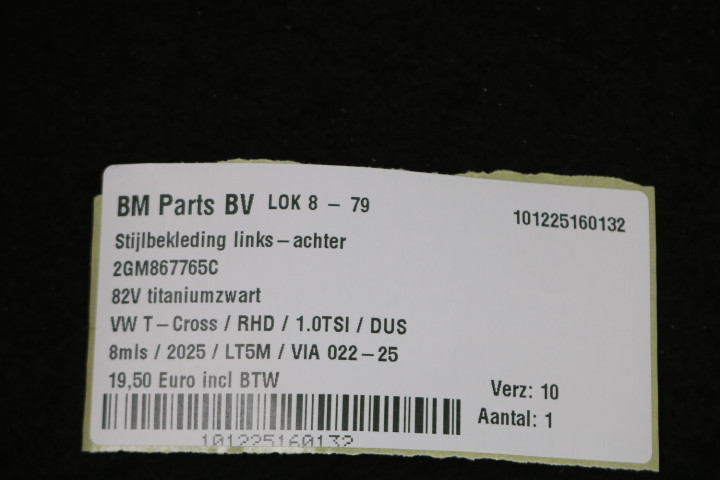 BM Parts BV LOK 8 - 79
101225160132
Stijlbekleding links-achter
2GM867765C
82V titaniumzwart
VW T-Cross / RHD / 1.0TSI / DUS
8mls / 2025 / LT5M / VIA 022-25
19,50 Euro incl BTW
Verz: 10
Aantal: 1
101225160132